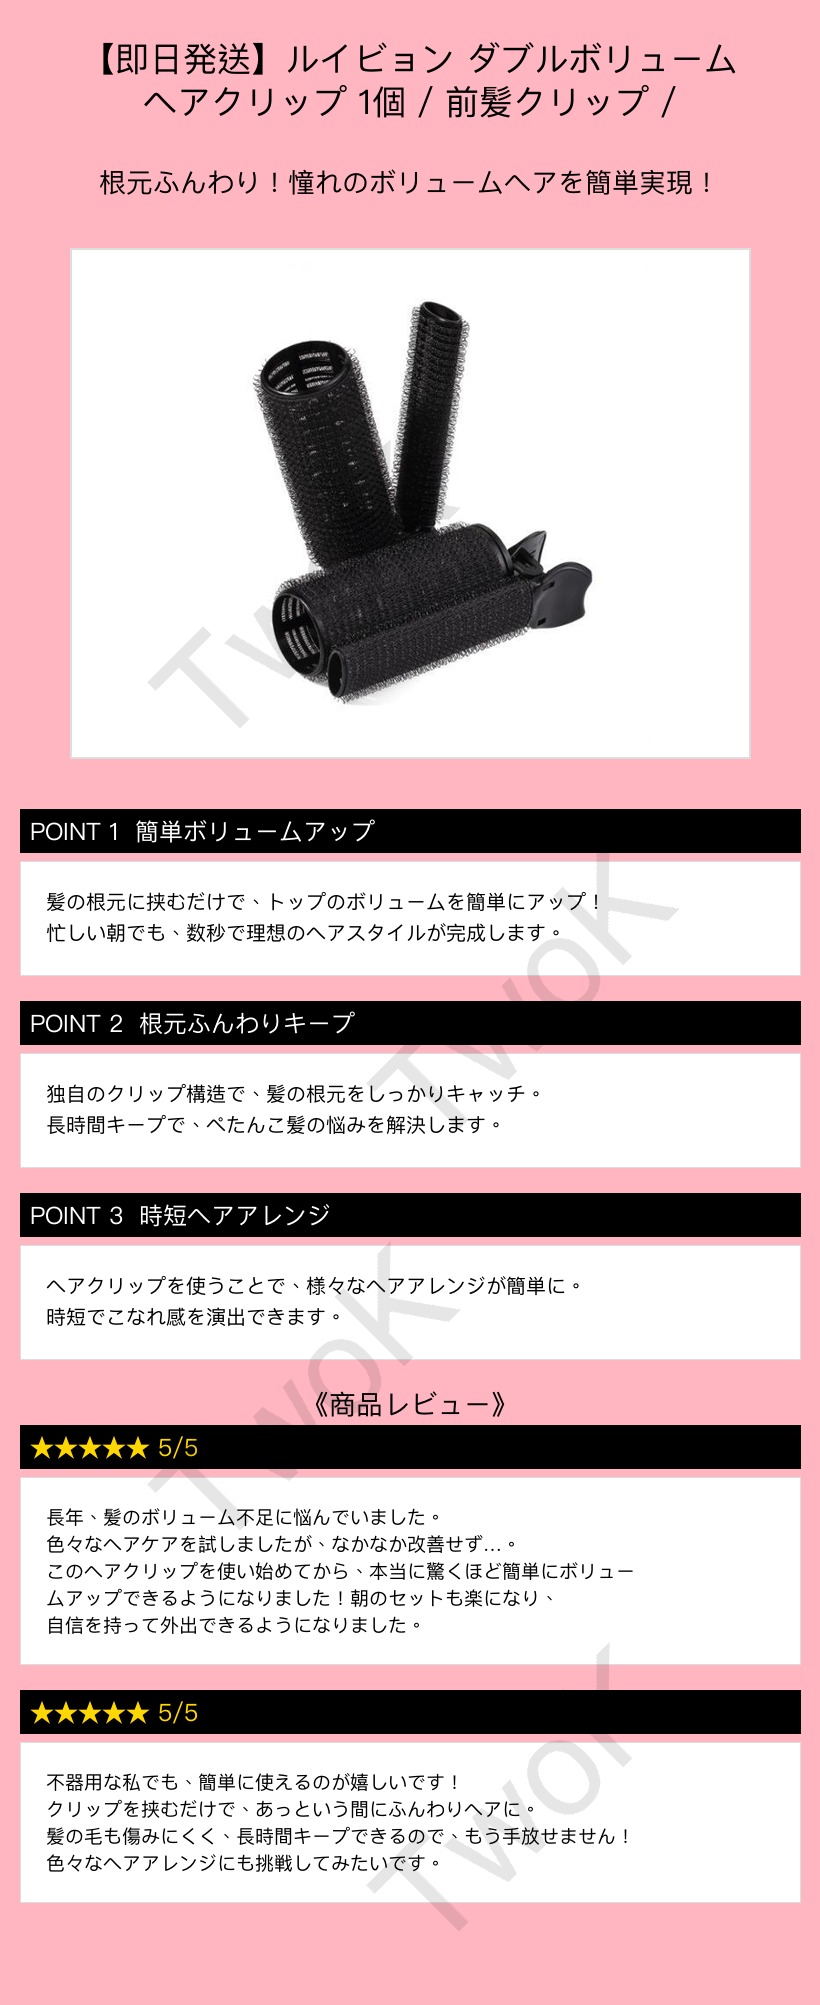 【即日発送】ルイビョン ダブルボリューム
ヘアクリップ 1個 / 前髪クリップ /
根元ふんわり！憧れのボリュームヘアを簡単実現！
TwoK
POINT 1 簡単ボリュームアップ
髪の根元に挟むだけで、トップのボリュームを簡単にアップ！
忙しい朝でも、数秒で理想のヘアスタイルが完成します。
TwoK
POINT 2 根元ふんわりキープ
独自のクリップ構造で、髪の根元をしっかりキャッチ。
長時間キープで、ぺたんこ髪の悩みを解決します。
POINT 3 時短ヘアアレンジ
ヘアクリップを使うことで、様々なヘアアレンジが簡単に。
時短でこなれ感を演出できます。
TwoK
《商品レビュー》
★★★★★ 5/5
長年、髪のボリューム不足に悩んでいました。
色々なヘアケアを試しましたが、なかなか改善せず…。
このヘアクリップを使い始めてから、本当に驚くほど簡単にボリュー
ムアップできるようになりました！朝のセットも楽になり、
自信を持って外出できるようになりました。
★★★★★ 5/5
不器用な私でも、簡単に使えるのが嬉しいです！
クリップを挟むだけで、あっという間にふんわりヘアに。
髪の毛も傷みにくく、長時間キープできるので、もう手放せません！
色々なヘアアレンジにも挑戦してみたいです。
TwoK